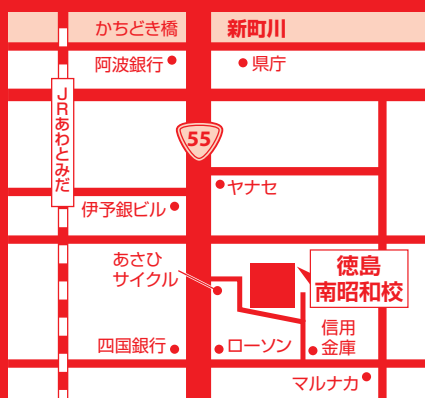 かちどき橋
新町川
阿波銀行
県庁
JRあわとみだ
55
ヤナセ
伊予銀ビル
あさひ
サイクル
徳島
南昭和校
四国銀行
ローソン
信用
金庫
マルナカ